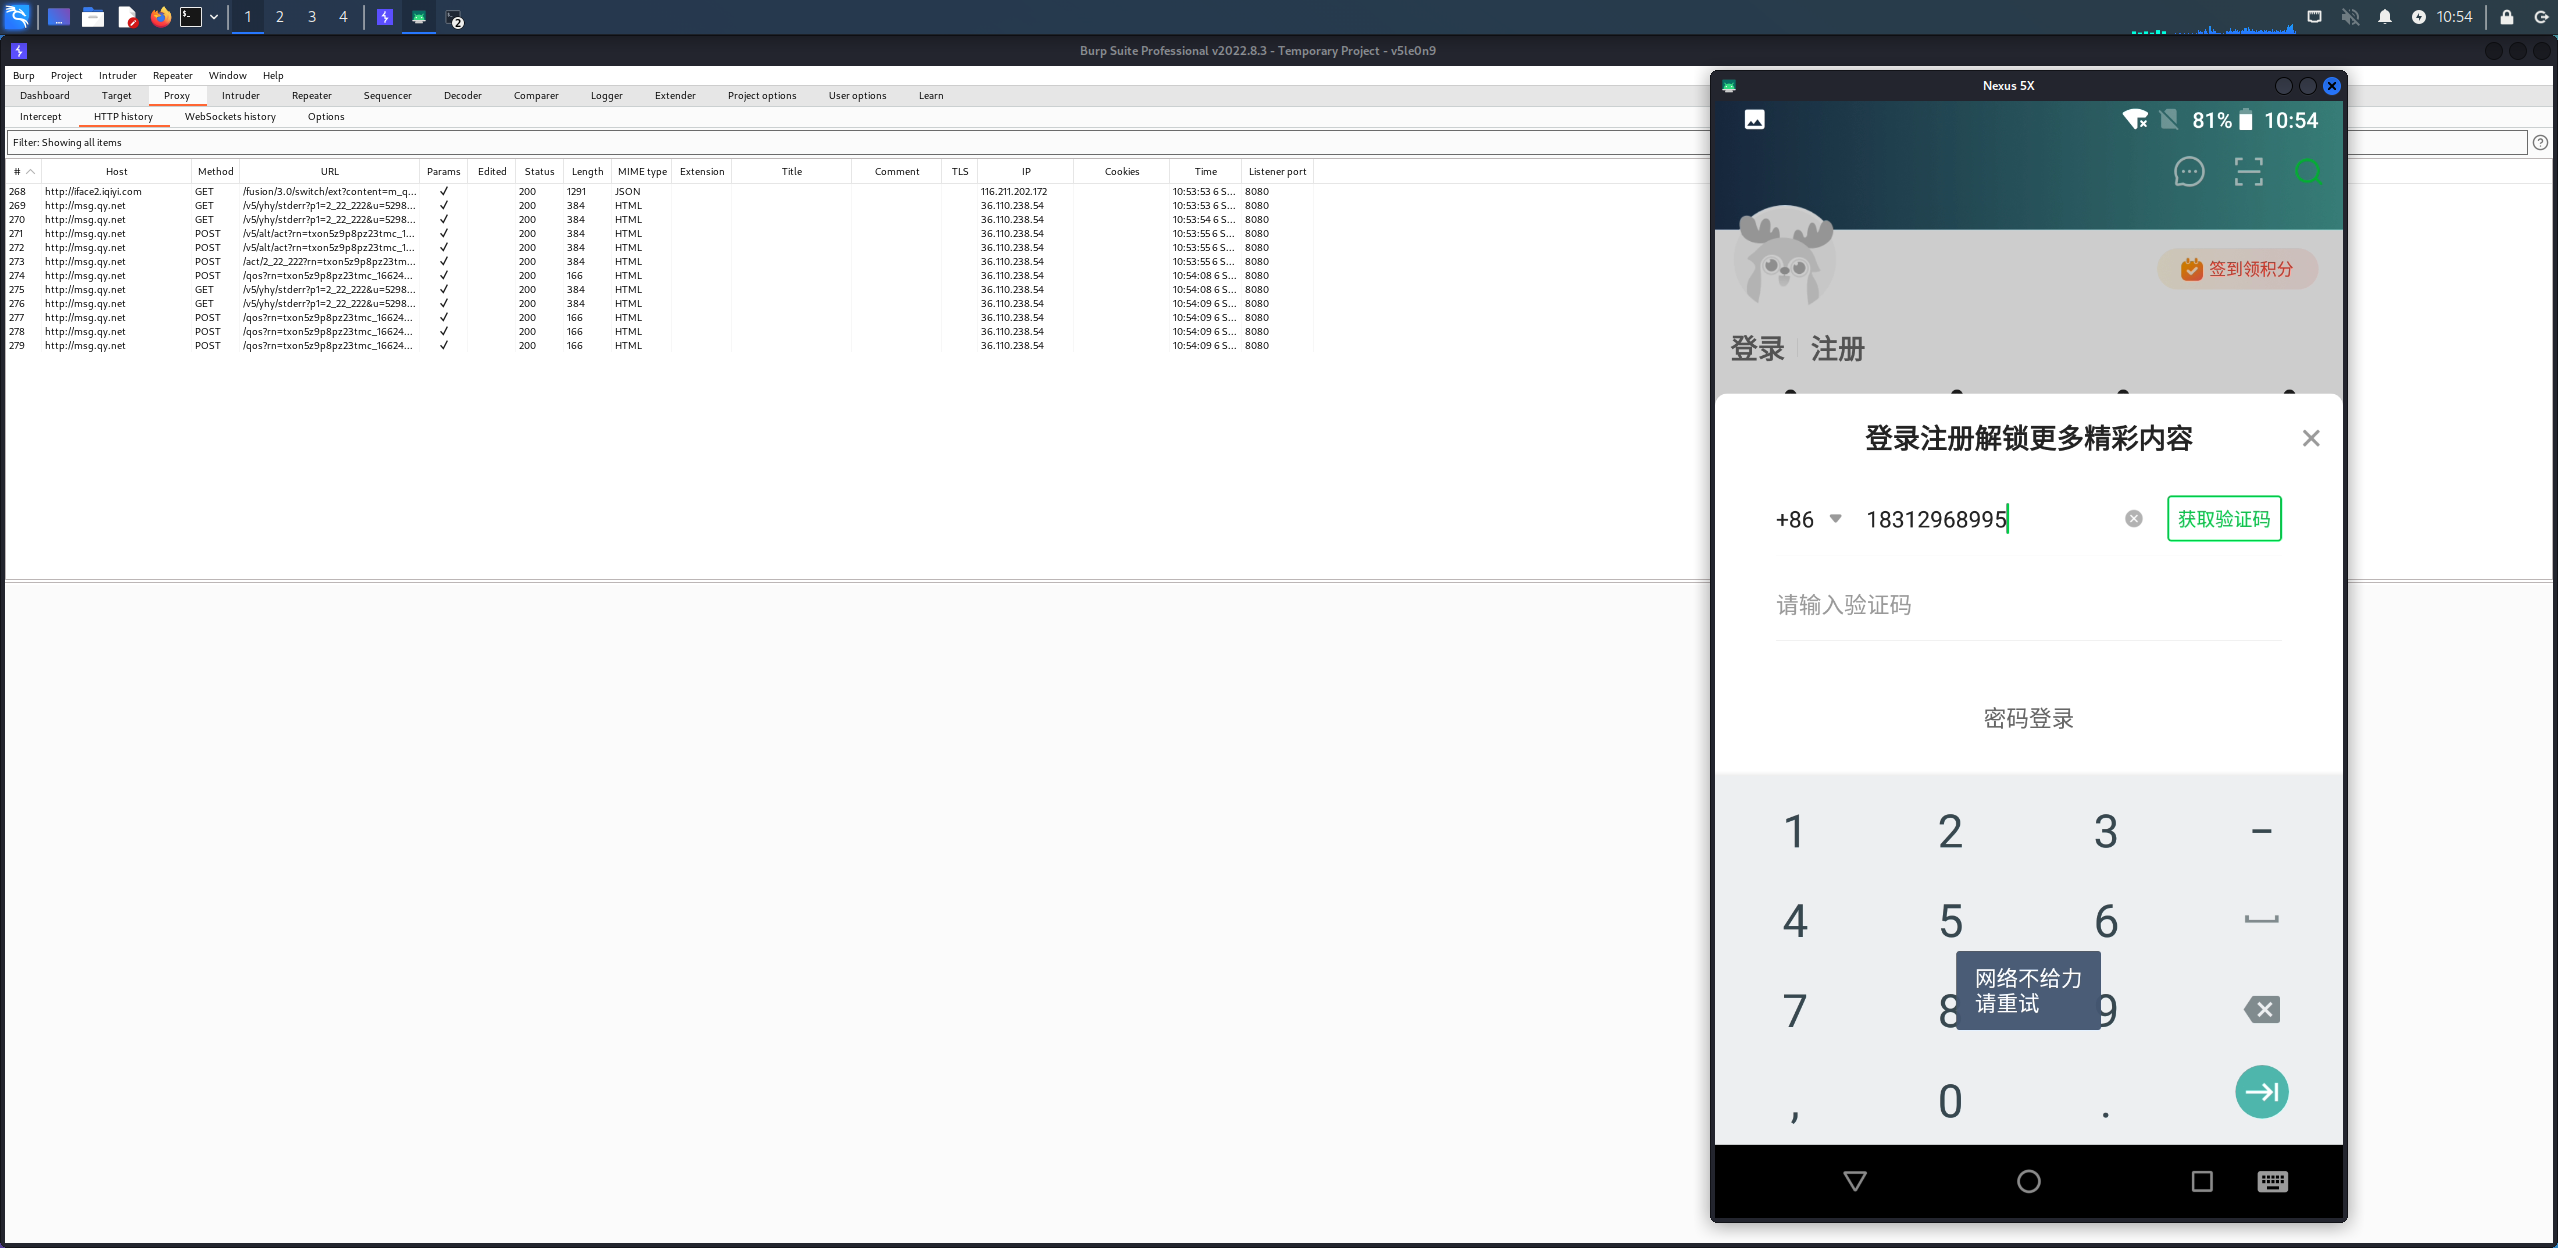 1 2 3 4 2 10:54
Burp Suite Professional v2022.8.3 - Temporary Project - v5le0n9
Burp Project Intruder Repeater Window Help
Dashboard Target Proxy Intruder Repeater Sequencer Decoder Comparer Logger Extender Project options User options Learn
Intercept HTTP history WebSockets history Options
Filter: Showing all items
# Host Method URL Params Edited Status Length MIME type Extension Title Comment TLS IP Cookies Time Listener port
268 http://iface2.iqiyi.com GET /fusion/3.0/switch/ext?content=m_q... ✓ 200 1291 JSON 116.211.202.172 10:53:53 6 S... 8080
269 http://msg.qy.net GET /v5/yhy/stderr?p1=2_22_222&u=5298... ✓ 200 384 HTML 36.110.238.54 10:53:53 6 S... 8080
270 http://msg.qy.net GET /v5/yhy/stderr?p1=2_22_222&u=5298... ✓ 200 384 HTML 36.110.238.54 10:53:54 6 S... 8080
271 http://msg.qy.net POST /v5/alt/act?rn=txon5z9p8pz23tmc_1... ✓ 200 384 HTML 36.110.238.54 10:53:55 6 S... 8080
272 http://msg.qy.net POST /v5/alt/act?rn=txon5z9p8pz23tmc_1... ✓ 200 384 HTML 36.110.238.54 10:53:55 6 S... 8080
273 http://msg.qy.net POST /act/2_22_222?rn=txon5z9p8pz23tm... ✓ 200 384 HTML 36.110.238.54 10:53:55 6 S... 8080
274 http://msg.qy.net POST /qos?rn=txon5z9p8pz23tmc_16624... ✓ 200 166 HTML 36.110.238.54 10:54:08 6 S... 8080
275 http://msg.qy.net GET /v5/yhy/stderr?p1=2_22_222&u=5298... ✓ 200 384 HTML 36.110.238.54 10:54:08 6 S... 8080
276 http://msg.qy.net GET /v5/yhy/stderr?p1=2_22_222&u=5298... ✓ 200 384 HTML 36.110.238.54 10:54:09 6 S... 8080
277 http://msg.qy.net POST /qos?rn=txon5z9p8pz23tmc_16624... ✓ 200 166 HTML 36.110.238.54 10:54:09 6 S... 8080
278 http://msg.qy.net POST /qos?rn=txon5z9p8pz23tmc_16624... ✓ 200 166 HTML 36.110.238.54 10:54:09 6 S... 8080
279 http://msg.qy.net POST /qos?rn=txon5z9p8pz23tmc_16624... ✓ 200 166 HTML 36.110.238.54 10:54:09 6 S... 8080
Nexus 5X
81% 10:54
签到领积分
登录 注册
登录注册解锁更多精彩内容
+86 18312968995 获取验证码
请输入验证码
密码登录
1 2 3 -
4 5 6
7 8 9
网络不给力
请重试
, 0 .